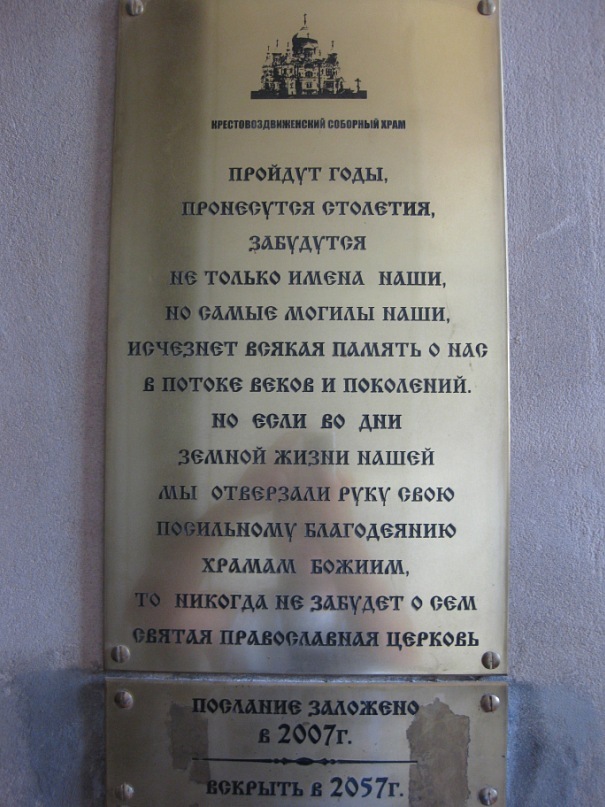 КРЕСТОВОЗДВИЖЕНСКИЙ СОБОРНЫЙ ХРАМ
ПРОЙДУТ ГОДЫ,
ПРОНЕСУТСЯ СТОЛЕТИЯ,
ЗАБУДУТСЯ
НЕ ТОЛЬКО ИМЕНА НАШИ,
НО САМЫЕ МОГИЛЫ НАШИ,
ИСЧЕЗНЕТ ВСЯКАЯ ПАМЯТЬ О НАС
В ПОТОКЕ ВЕКОВ И ПОКОЛЕНИЙ.
НО ЕСЛИ ВО ДНИ
ЗЕМНОЙ ЖИЗНИ НАШЕЙ
МЫ ОТВЕРЗАЛИ РУКУ СВОЮ
ПОСИЛЬНОМУ БЛАГОДЕЯНИЮ
ХРАМАМ БОЖИИМ,
ТО НИКОГДА НЕ ЗАБУДЕТ О СЕМ
СВЯТАЯ ПРАВОСЛАВНАЯ ЦЕРКОВЬ
ПОСЛАНИЕ ЗАЛОЖЕНО
В 2007г.
ВСКРЫТЬ В 2057г.